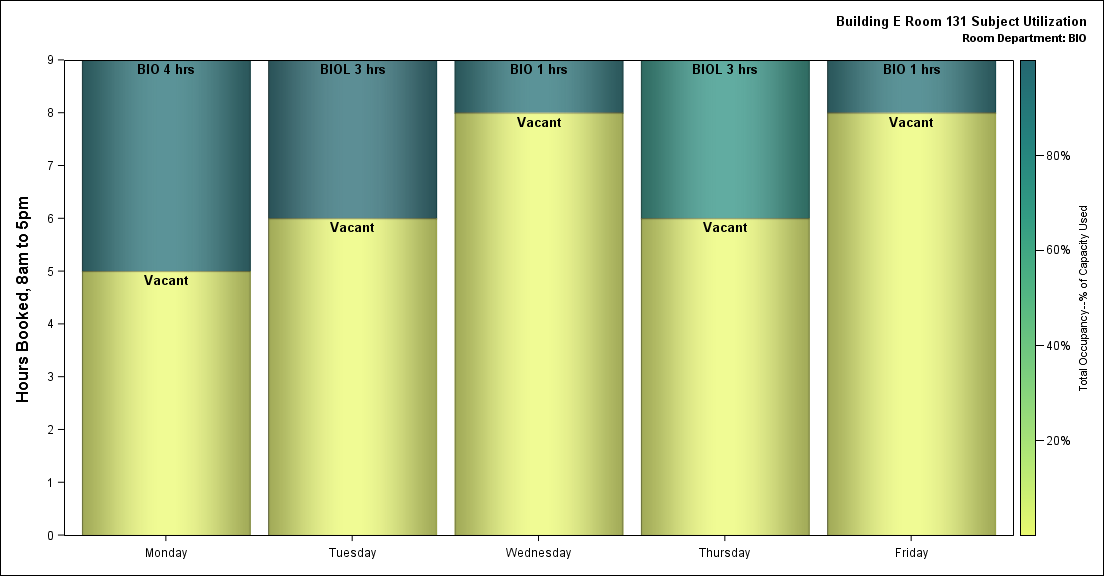 Building E Room 131 Subject Utilization
Room Department: BIO
Hours Booked, 8am to 5pm
9
8
7
6
5
4
3
2
1
0
BIO 4 hrs
Vacant
BIOL 3 hrs
Vacant
BIO 1 hrs
Vacant
BIOL 3 hrs
Vacant
BIO 1 hrs
Vacant
Monday
Tuesday
Wednesday
Thursday
Friday
80%
60%
40%
20%
Total Occupancy--% of Capacity Used